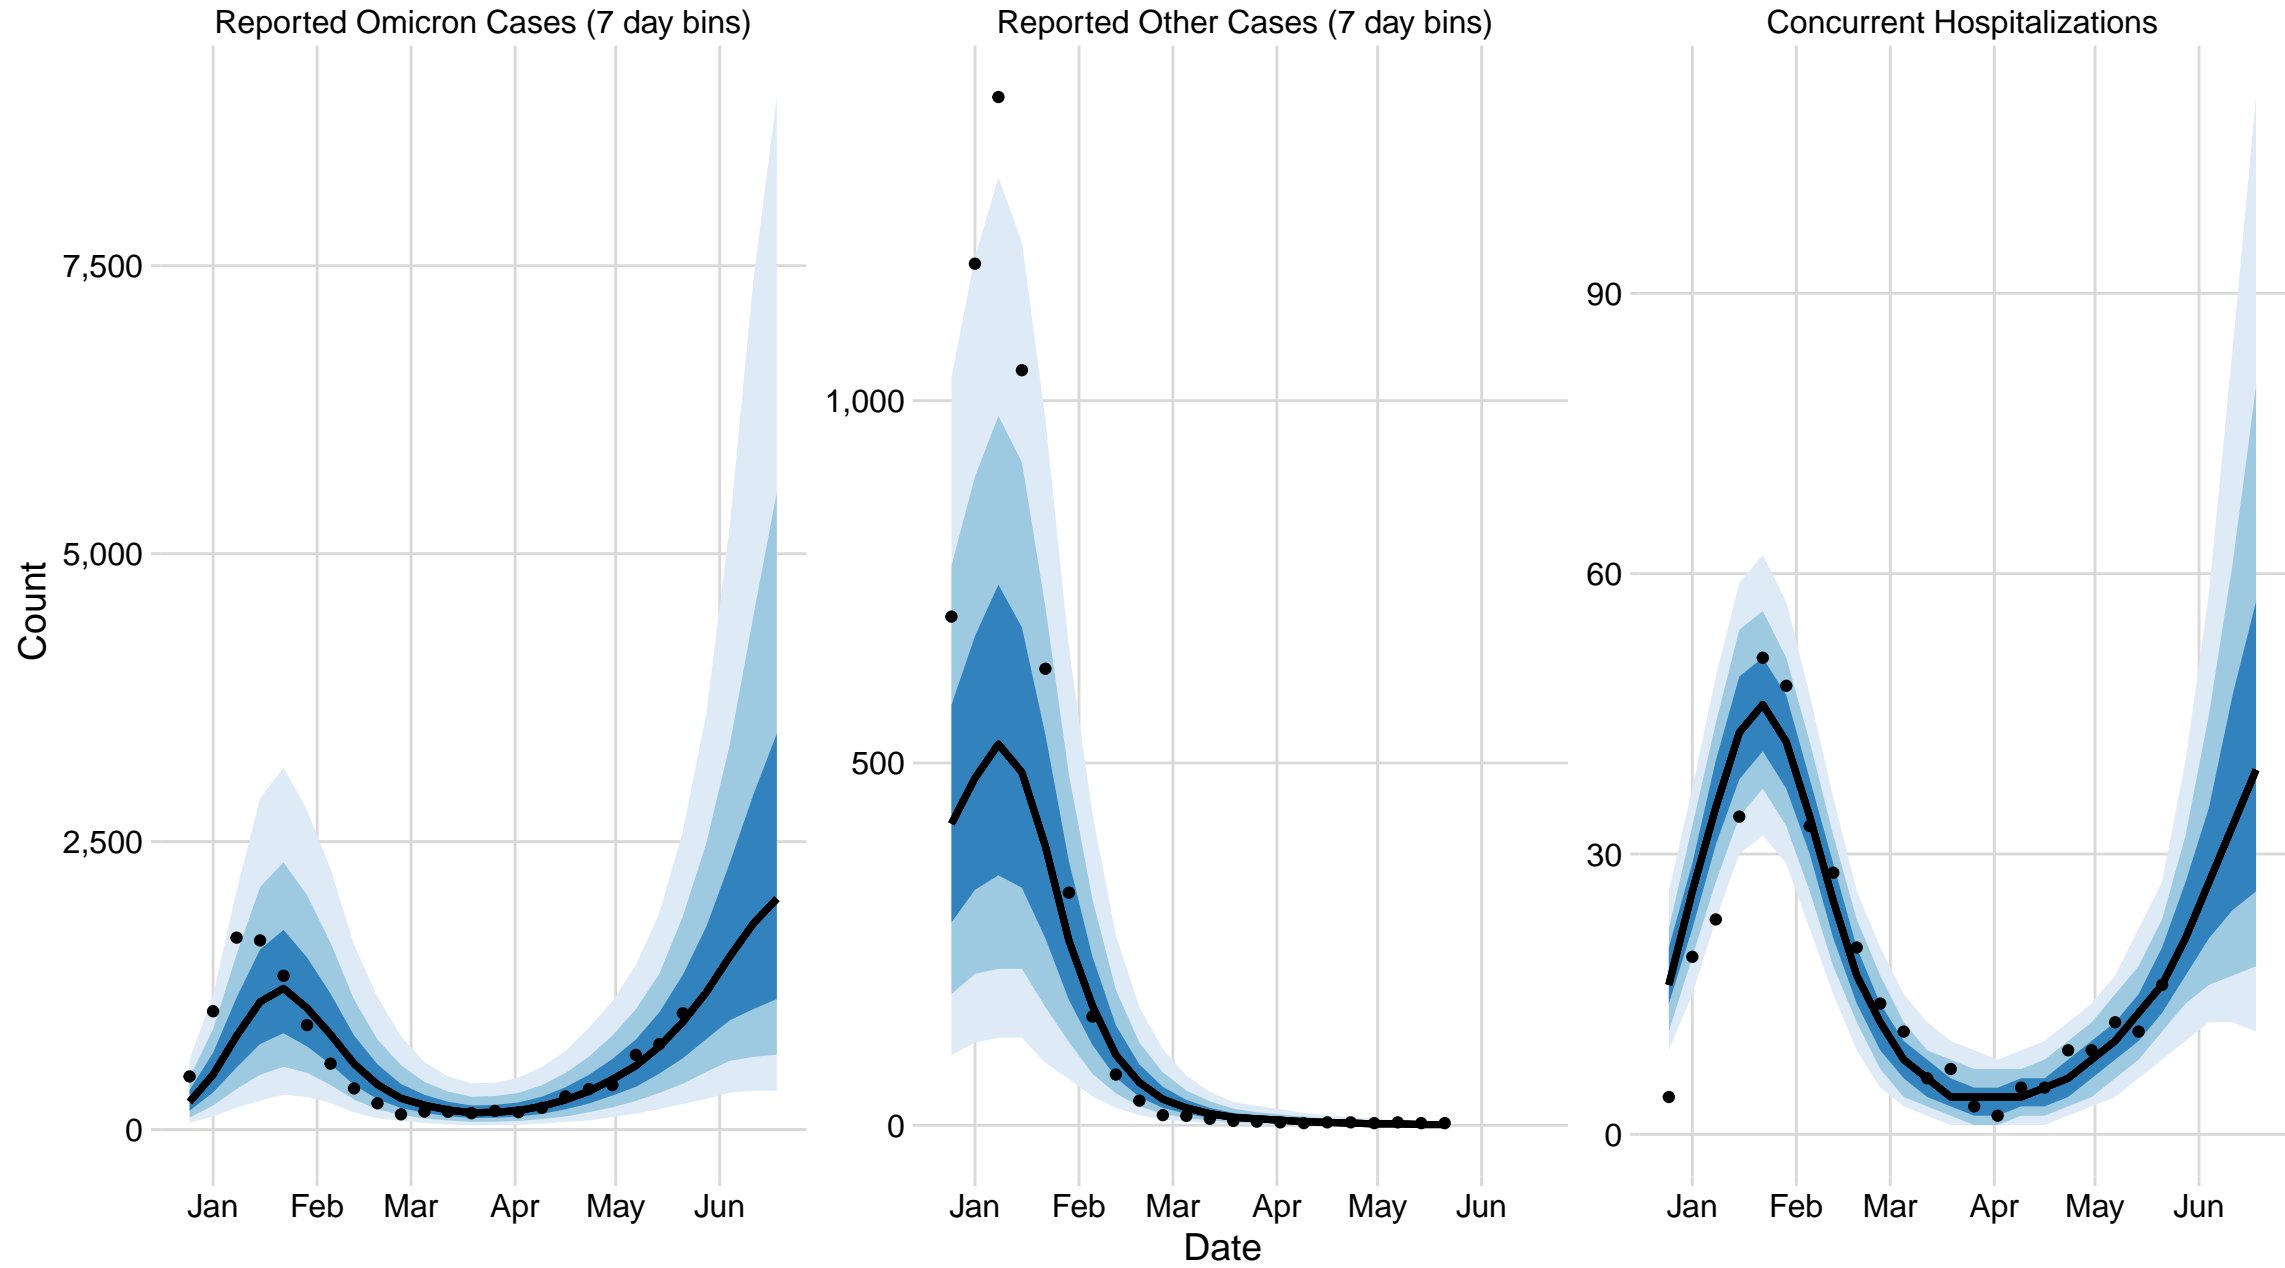 Reported Omicron Cases (7 day bins)
Reported Other Cases (7 day bins)
Concurrent Hospitalizations
Count
7,500
5,000
2,500
0
1,000
500
0
90
60
30
0
Jan Feb Mar Apr May Jun
Jan Feb Mar Apr May Jun
Jan Feb Mar Apr May Jun
Date